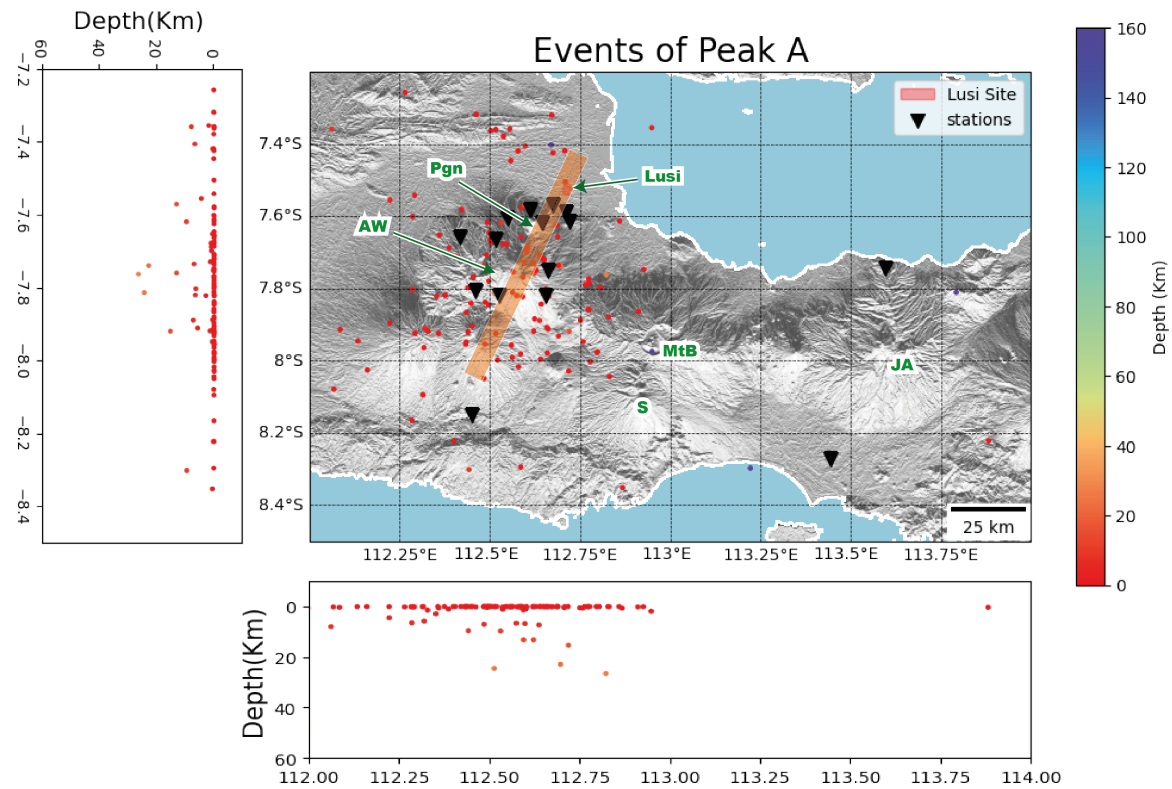 Depth(Km)
60
40
20
0
−7.2
−7.4
−7.6
−7.8
−8.0
−8.2
−8.4
Events of Peak A
Lusi Site
stations
7.4°S
7.6°S
7.8°S
8°S
8.2°S
8.4°S
Pgn
Lusi
AW
MtB
JA
S
25 km
112.25°E
112.5°E
112.75°E
113.0°E
113.25°E
113.5°E
113.75°E
160
140
120
100
80
60
40
20
0
Depth (Km)
Depth(Km)
0
20
40
60
112.00
112.25
112.50
112.75
113.00
113.25
113.50
113.75
114.00